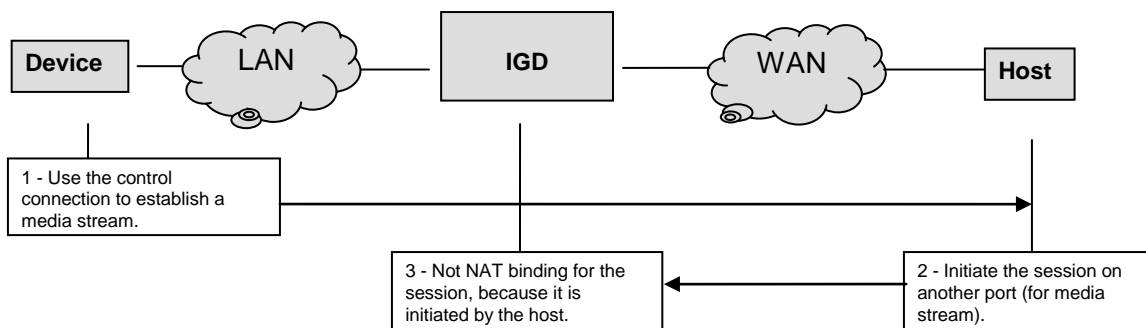 Device
LAN
IGD
WAN
Host
1 - Use the control
connection to establish a
media stream.
3 - Not NAT binding for the
session, because it is
initiated by the host.
2 - Initiate the session on
another port (for media
stream).